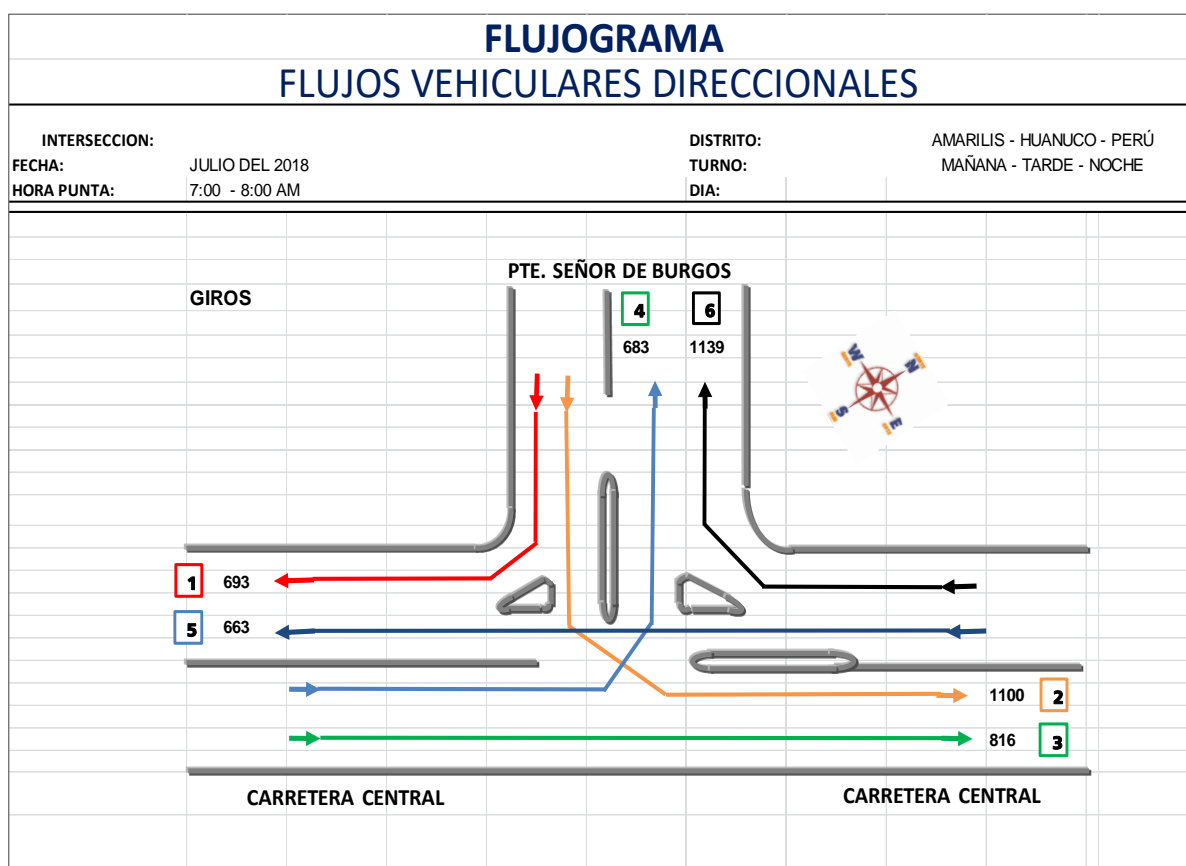 FLUJOGRAMA
FLUJOS VEHICULARES DIRECCIONALES
INTERSECCION: DISTRITO: AMARILIS - HUANUCO - PERÚ
FECHA: JULIO DEL 2018 TURNO: MAÑANA - TARDE - NOCHE
HORA PUNTA: 7:00 - 8:00 AM DIA:
PTE. SEÑOR DE BURGOS
GIROS
4 6
683 1139
W N
S E
1 693
5 663
1100 2
816 3
CARRETERA CENTRAL CARRETERA CENTRAL